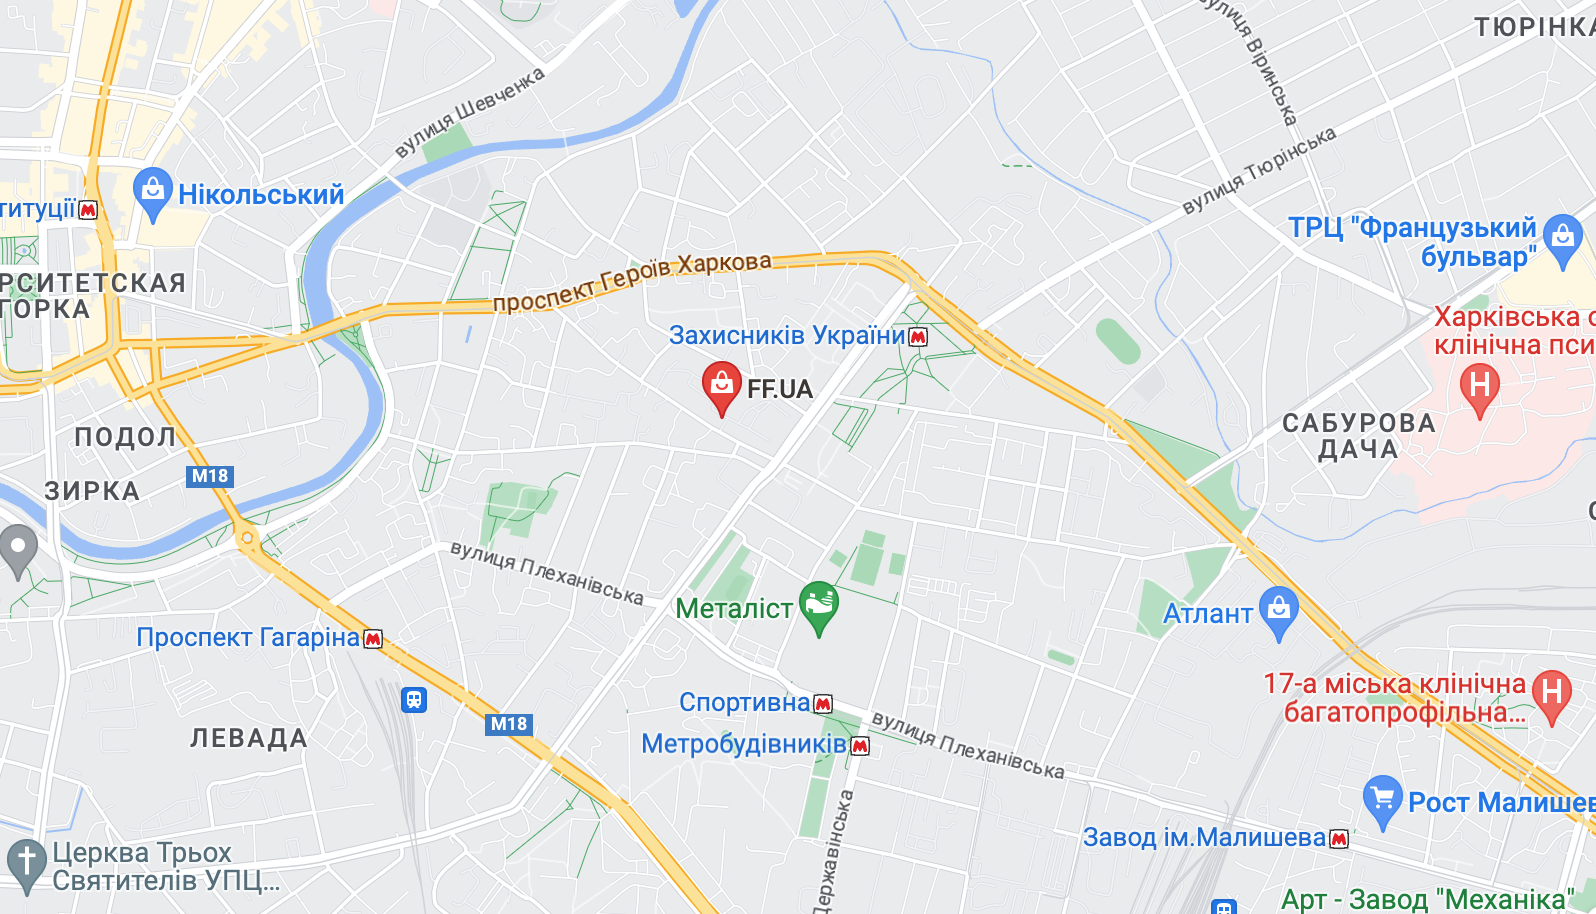 ТЮРІНКА
вулиця Віринська
вулиця Шевченка
вулиця Тюрінська
Нікольський
титуції
ТРЦ "Французький
бульвар"
проспект Героїв Харкова
РСИТЕТСКАЯ
ГОРКА
Харківська о
клінічна пси
Захисників України
FF.UA
САБУРОВА
ДАЧА
ПОДОЛ
М18
ЗИРКА
вулиця Плеханівська
Металіст
Атлант
Проспект Гагаріна
17-а міська клінічна
багатопрофільна...
Спортивна
М18
ЛЕВАДА
Метробудівників
вулиця Плеханівська
Рост Малишев
Державінська
Завод ім.Малишева
Церква Трьох
Святителів УПЦ...
Арт - Завод "Механіка"